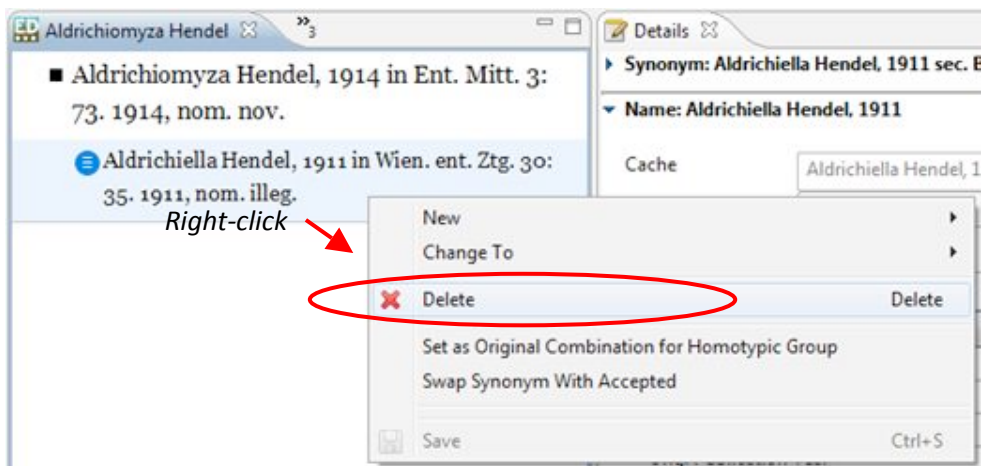 Aldrichiomyza Hendel
»3
Details
Aldrichiomyza Hendel, 1914 in Ent. Mitt. 3:
73. 1914, nom. nov.
Aldrichiella Hendel, 1911 in Wien. ent. Ztg. 30:
35. 1911, nom. illeg.
Synonym: Aldrichiella Hendel, 1911 sec.
Name: Aldrichiella Hendel, 1911
Cache
Aldrichiella Hendel, 1
Right-click
New
Change To
Delete Delete
Set as Original Combination for Homotypic Group
Swap Synonym With Accepted
Save Ctrl+S